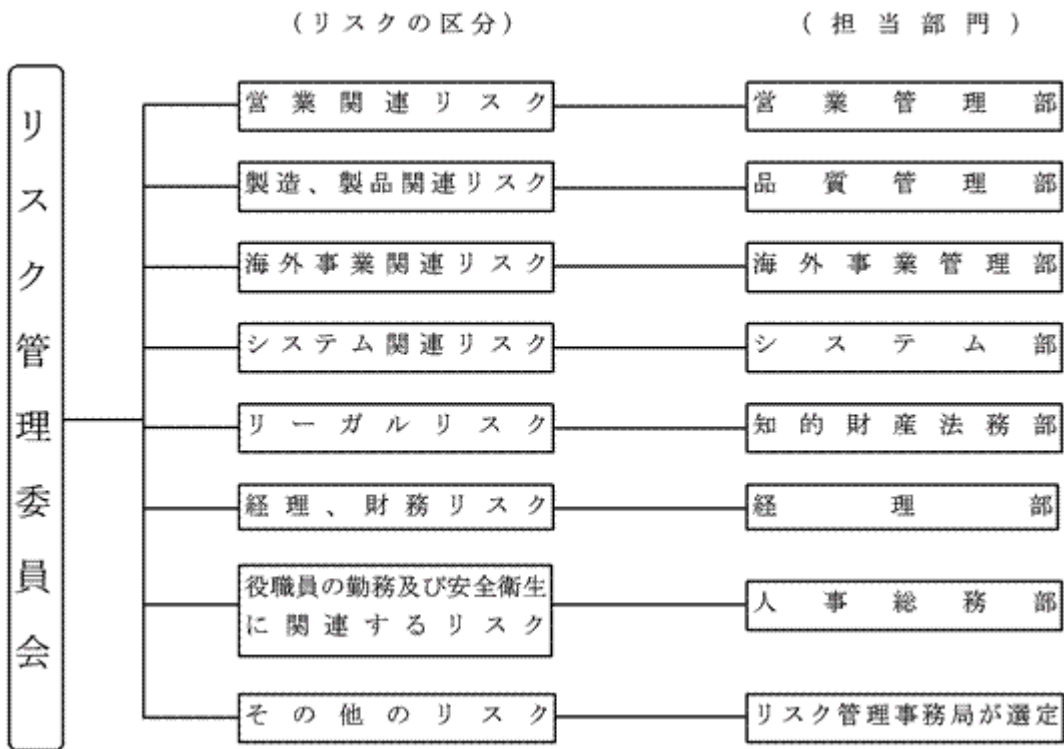 (リスクの区分) (担当部門)
リスク管理委員会
営業関連リスク 営業管理部
製造、製品関連リスク 品質管理部
海外事業関連リスク 海外事業管理部
システム関連リスク システム部
リーガルリスク 知的財産法務部
経理、財務リスク 経理部
役職員の勤務及び安全衛生
に関連するリスク 人事総務部
その他のリスク リスク管理事務局が選定